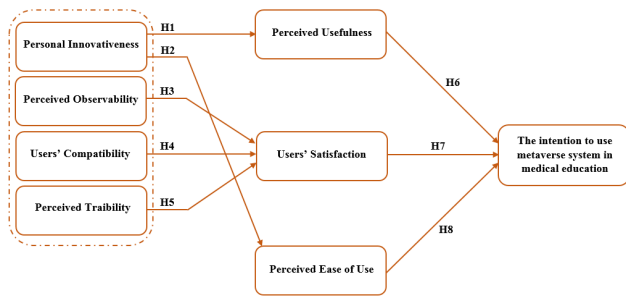 Personal Innovativeness
H1
H2
Perceived Usefulness
Perceived Observability
H3
H6
Users' Compatibility
H4
Users' Satisfaction
H7
The intention to use
metaverse system in
medical education
Perceived Traibility
H5
H8
Perceived Ease of Use